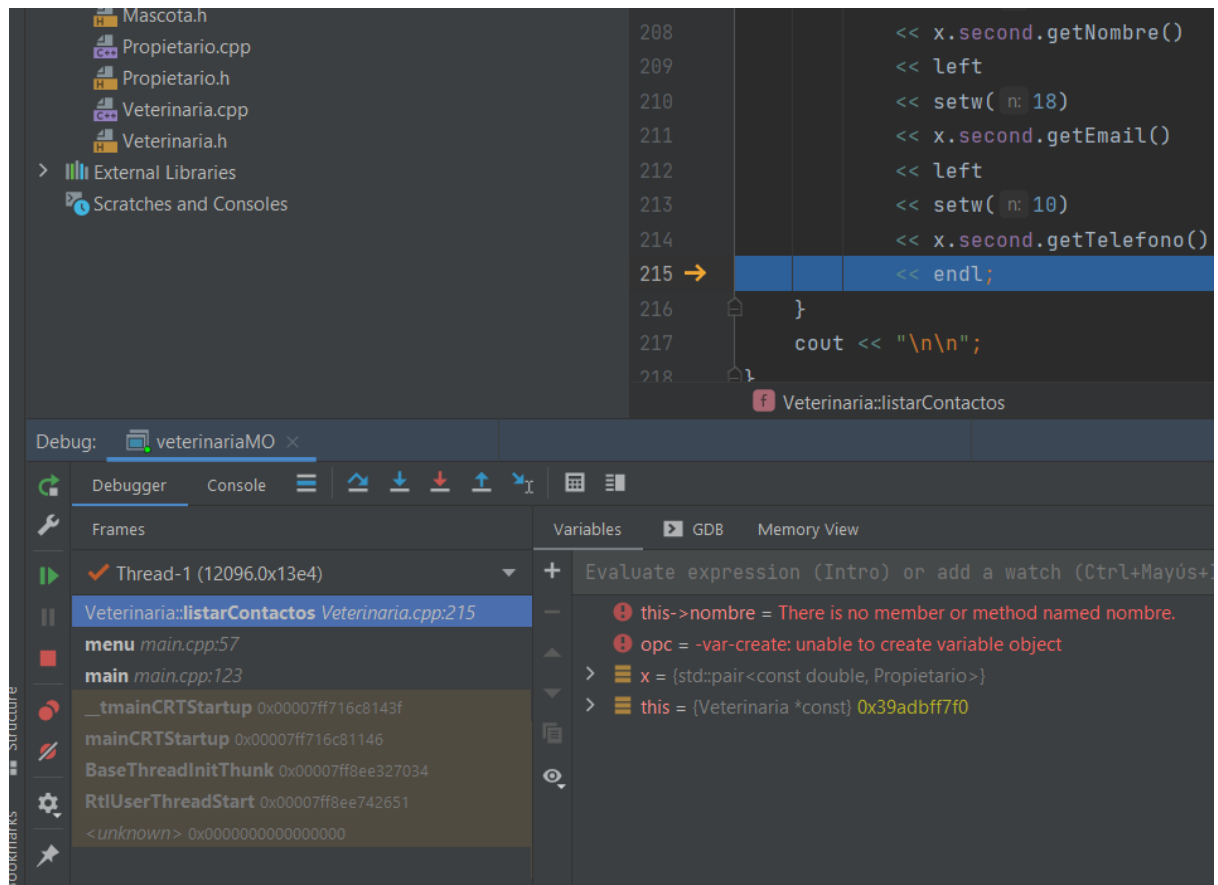 Mascota.h
Propietario.cpp
Propietario.h
Veterinaria.cpp
Veterinaria.h
External Libraries
Scratches and Consoles
208 << x.second.getNombre()
209 << left
210 << setw( n: 18)
211 << x.second.getEmail()
212 << left
213 << setw( n: 10)
214 << x.second.getTelefono()
215 << endl;
216 }
217 cout << "\n\n";
218 }
f Veterinaria::listarContactos
Debug: veterinariaMO
Debugger Console
Frames
Thread-1 (12096.0x13e4)
Veterinaria::listarContactos Veterinaria.cpp:215
menu main.cpp:57
main main.cpp:123
__tmainCRTStartup 0x00007ff716c8143f
mainCRTStartup 0x00007ff716c81146
BaseThreadInitThunk 0x00007ff8ee327034
RtlUserThreadStart 0x00007ff8ee742651
<unknown> 0x0000000000000000
Variables GDB Memory View
Evaluate expression (Intro) or add a watch (Ctrl+Mayús+
this->nombre = There is no member or method named nombre.
opc = -var-create: unable to create variable object
x = {std::pair<const double, Propietario>}
this = {Veterinaria *const} 0x39adbff7f0
Structure
ookmarks